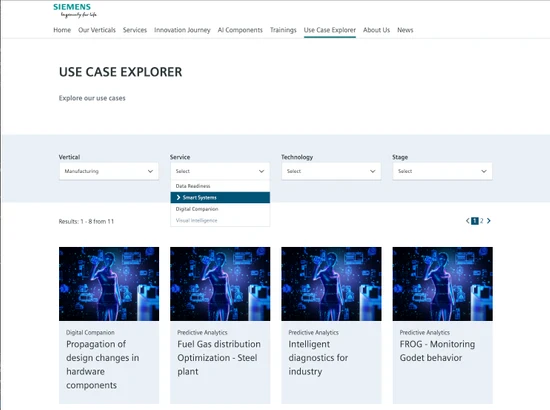 SIEMENS
Ingenuity for life
Home Our Verticals Services Innovation Journey AI Components Trainings Use Case Explorer About Us News
USE CASE EXPLORER
Explore our use cases
Vertical Service Technology Stage
Manufacturing Select Select Select
Data Readiness
Smart Systems
Digital Companion
Visual Intelligence
Results: 1 - 8 from 11
1 2
Digital Companion
Propagation of
design changes in
hardware
components
Predictive Analytics
Fuel Gas distribution
Optimization - Steel
plant
Predictive Analytics
Intelligent
diagnostics for
industry
Predictive Analytics
FROG - Monitoring
Godet behavior